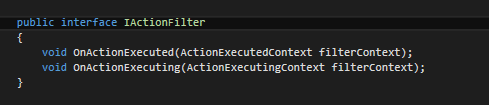 public interface IActionFilter
{
    void OnActionExecuted(ActionExecutedContext filterContext);
    void OnActionExecuting(ActionExecutingContext filterContext);
}